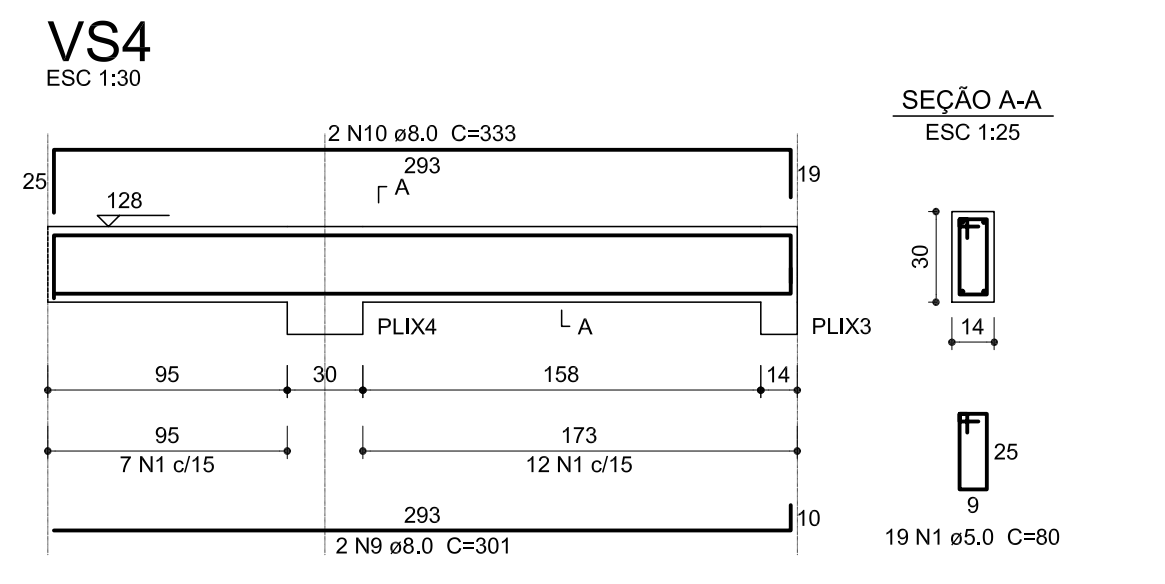 VS4
ESC 1:30
SEÇÃO A-A
ESC 1:25
2 N10 ø8.0 C=333
25
293
19
A
128
30
14
PLIX4
A
PLIX3
95
30
158
14
95
173
7 N1 c/15
12 N1 c/15
25
9
19 N1 ø5.0 C=80
293
10
2 N9 ø8.0 C=301